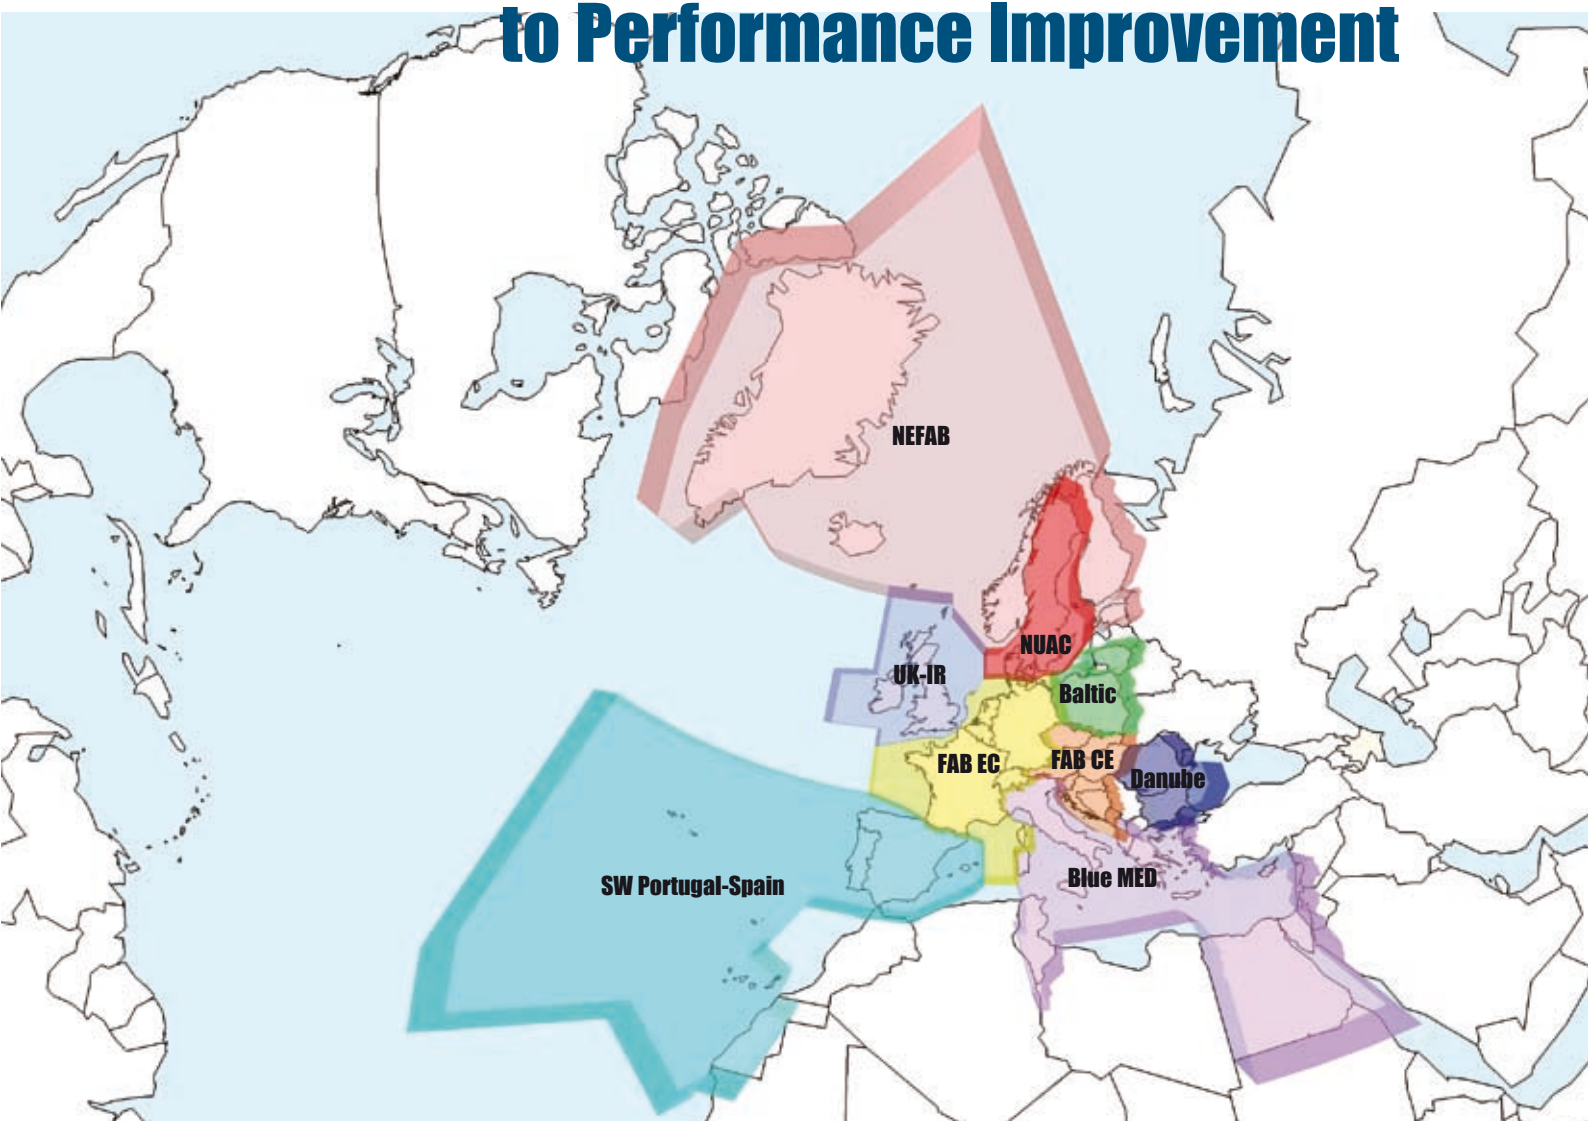 to Performance Improvement
NEFAB
NUAC
UK-IR
Baltic
FAB EC
FAB CE
Danube
SW Portugal-Spain
Blue MED